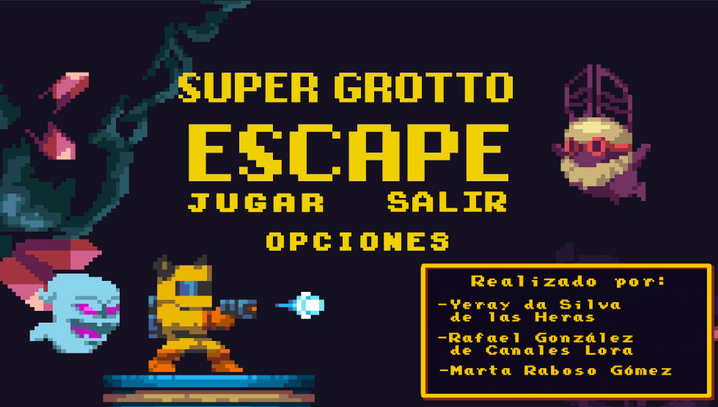 SUPER GROTTO
ESCAPE
JUGAR SALIR
OPCIONES
Realizado por:
-Yeray da Silva
de las Heras
-Rafael González
de Canales Lora
-Marta Raboso Gómez